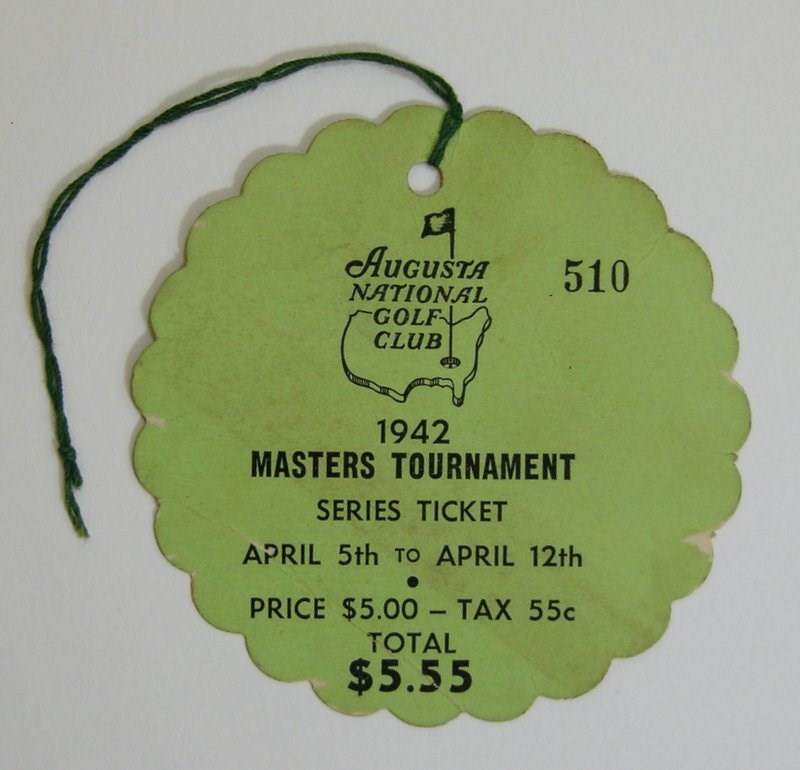 AUGUSTA
NATIONAL
GOLF
CLUB
510
1942
MASTERS TOURNAMENT
SERIES TICKET
APRIL 5th TO APRIL 12th
•
PRICE $5.00 – TAX 55c
TOTAL
$5.55